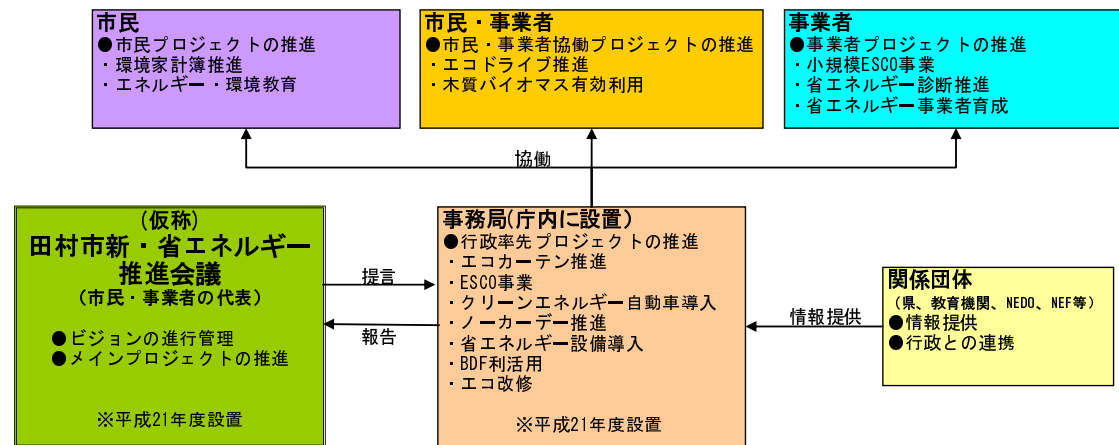 市民
●市民プロジェクトの推進
・環境家計簿推進
・エネルギー・環境教育
市民・事業者
●市民・事業者協働プロジェクトの推進
・エコドライブ推進
・木質バイオマス有効利用
事業者
●事業者プロジェクトの推進
・小規模ESCO事業
・省エネルギー診断推進
・省エネルギー事業者育成
協働
(仮称)
田村市新・省エネルギー
推進会議
(市民・事業者の代表)
●ビジョンの進行管理
●メインプロジェクトの推進
※平成21年度設置
提言
報告
事務局(庁内に設置)
●行政率先プロジェクトの推進
・エコカーテン推進
・ESCO事業
・クリーンエネルギー自動車導入
・ノーカーデー推進
・省エネルギー設備導入
・BDF利活用
・エコ改修
※平成21年度設置
情報提供
関係団体
(県、教育機関、NEDO、NEF等)
●情報提供
●行政との連携